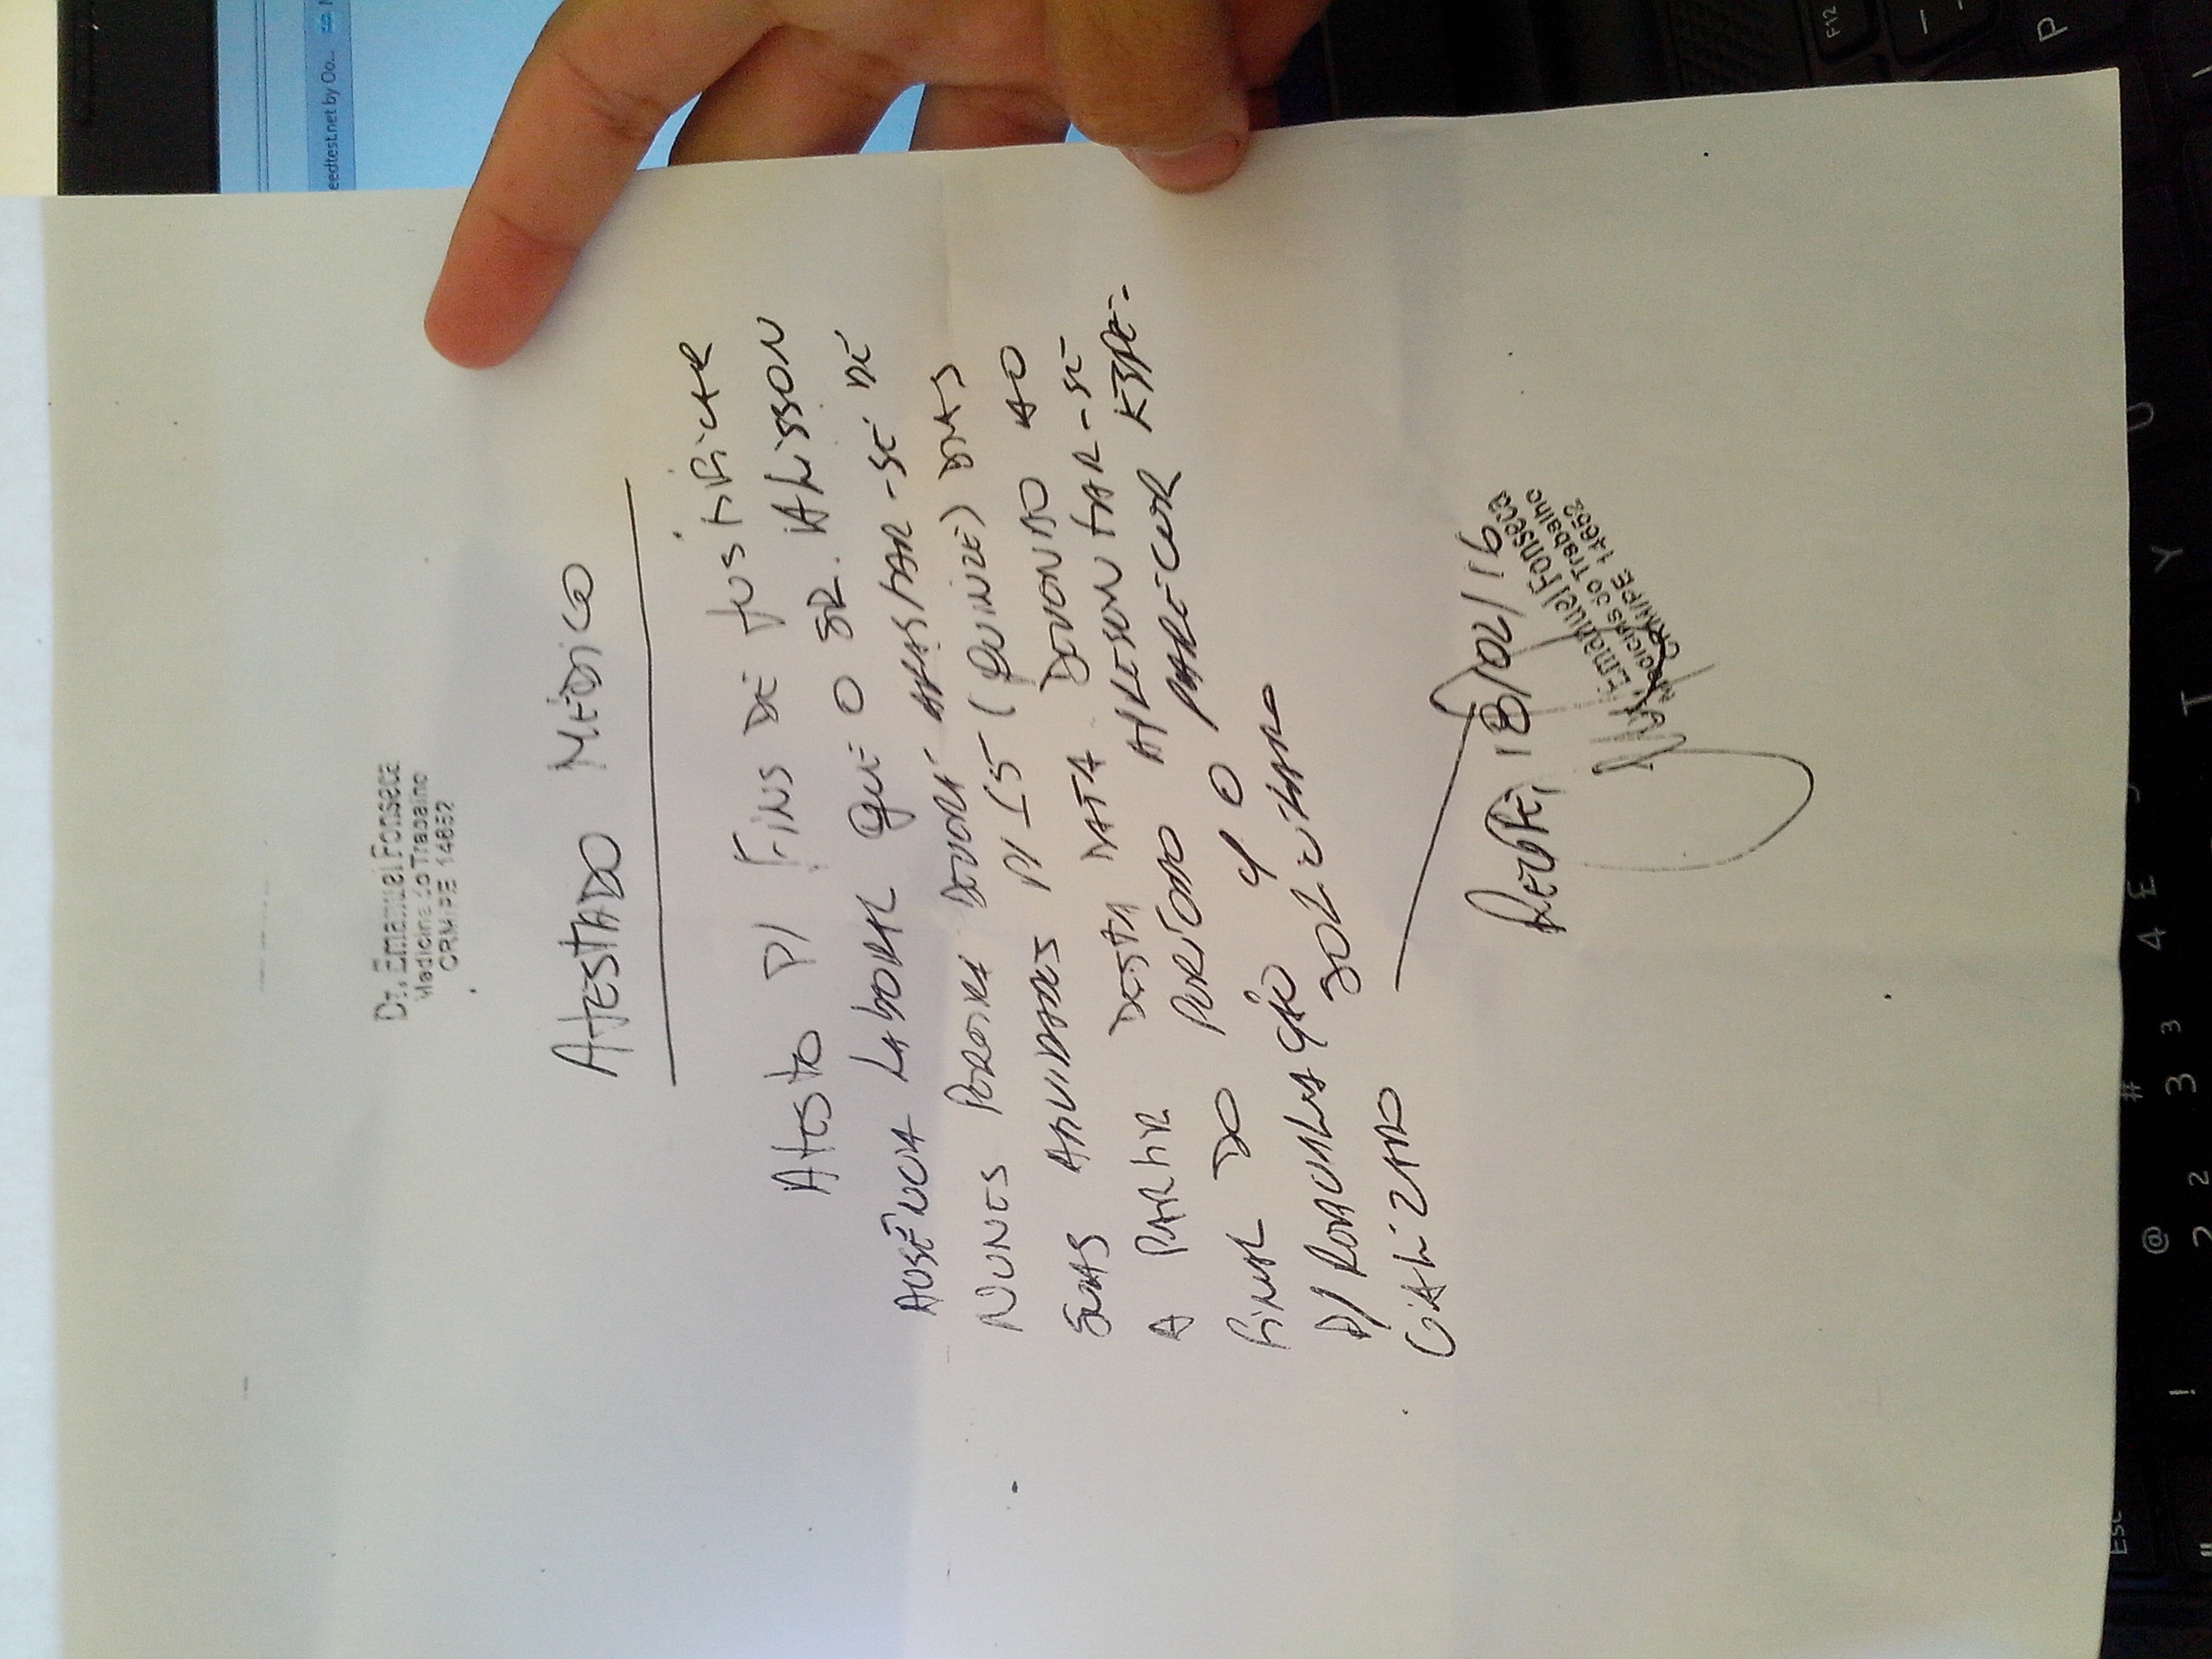 eedtest.net by Oo...
Dr. Emanuel Fonseca
Medicina do Trabalho
CRM/PE 14652
Atestado Médico
Atesto p/ fins de justificar
ausência laboral que o Sr. Alisson
Nunes Pereira deverá afastar-se de
suas atividades p/ 15 (quinze) dias
a partir desta data devendo ao
final do período apresentar-se
p/ reavaliação c/ o parecer espe-
cializado solicitado
Recife, 18/02/16
Dr. Emanuel Fonseca
Medicina do Trabalho
CRM/PE 14652
F12
P
Esc
! @ 2 2 # 3 3 4 E T Y U